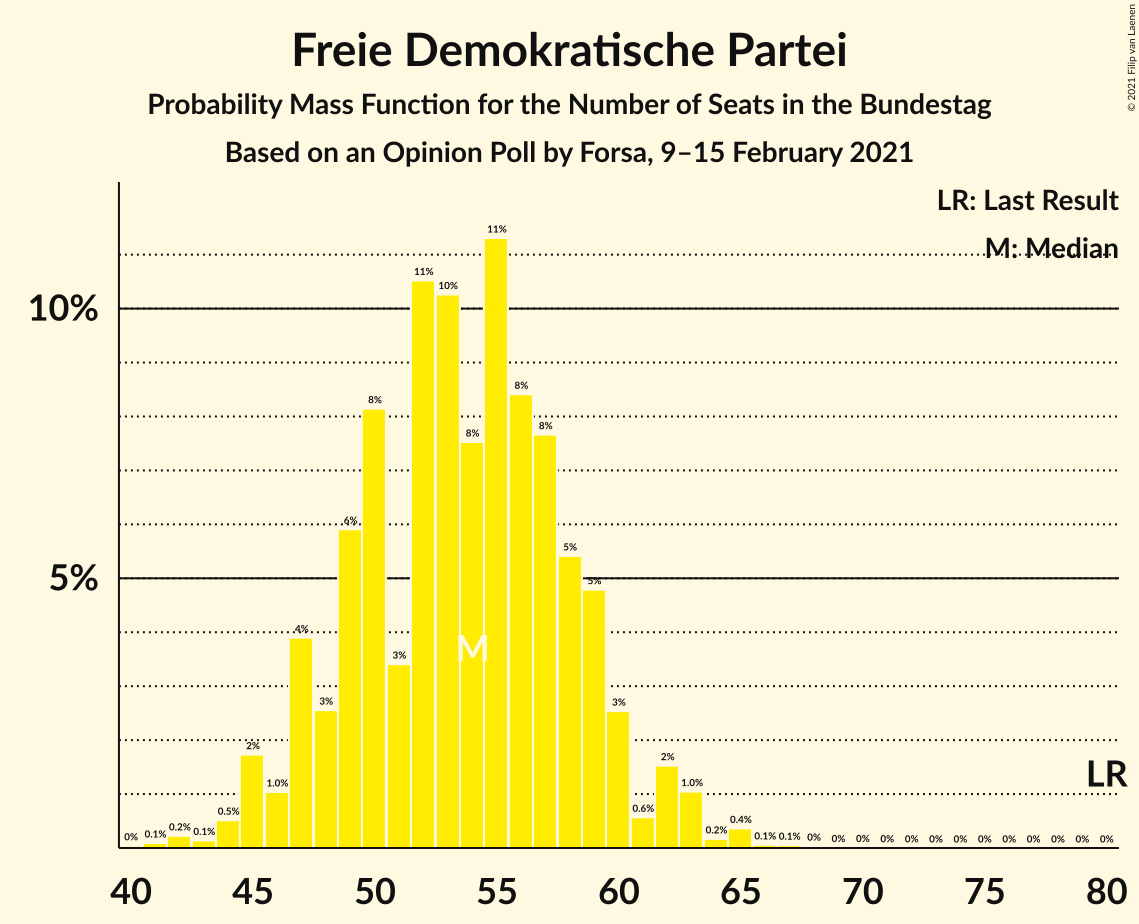 Freie Demokratische Partei
Probability Mass Function for the Number of Seats in the Bundestag
Based on an Opinion Poll by Forsa, 9–15 February 2021
© 2021 Filip van Laenen
LR: Last Result
M: Median
10%
5%
0% 0.1% 0.2% 0.1% 0.5% 2% 1.0% 4% 3% 6% 8% 3% 11% 10% 8% 11% 8% 8% 5% 5% 3% 0.6% 2% 1.0% 0.2% 0.4% 0.1% 0.1% 0% 0% 0% 0% 0% 0% 0% 0% 0% 0% 0% 0% 0%
M
LR
40 45 50 55 60 65 70 75 80